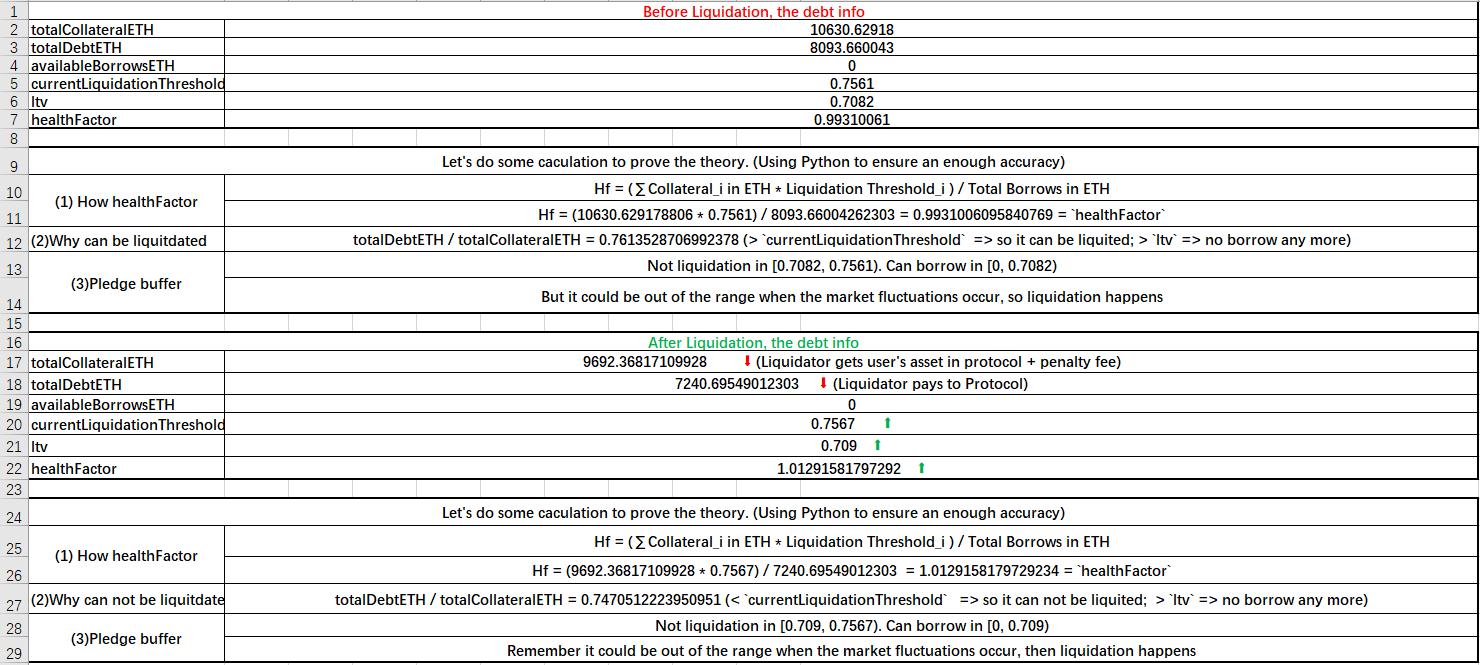 1 Before Liquidation, the debt info
2 totalCollateralETH 10630.62918
3 totalDebtETH 8093.660043
4 availableBorrowsETH 0
5 currentLiquidationThreshold 0.7561
6 ltv 0.7082
7 healthFactor 0.99310061
8
9 Let's do some caculation to prove the theory. (Using Python to ensure an enough accuracy)
(1) How healthFactor
10 Hf = (∑Collateral_i in ETH * Liquidation Threshold_i ) / Total Borrows in ETH
11 Hf = (10630.629178806 * 0.7561) / 8093.66004262303 = 0.9931006095840769 = `healthFactor`
12 (2)Why can be liquitdated totalDebtETH / totalCollateralETH = 0.7613528706992378 (> `currentLiquidationThreshold` => so it can be liquited; > `ltv` => no borrow any more)
(3)Pledge buffer
13 Not liquidation in [0.7082, 0.7561). Can borrow in [0, 0.7082)
14 But it could be out of the range when the market fluctuations occur, so liquidation happens
15
16 After Liquidation, the debt info
17 totalCollateralETH 9692.36817109928 ⬇ (Liquidator gets user's asset in protocol + penalty fee)
18 totalDebtETH 7240.69549012303 ⬇ (Liquidator pays to Protocol)
19 availableBorrowsETH 0
20 currentLiquidationThreshold 0.7567 ⬆
21 ltv 0.709 ⬆
22 healthFactor 1.01291581797292 ⬆
23
24 Let's do some caculation to prove the theory. (Using Python to ensure an enough accuracy)
(1) How healthFactor
25 Hf = (∑Collateral_i in ETH * Liquidation Threshold_i ) / Total Borrows in ETH
26 Hf = (9692.36817109928 * 0.7567) / 7240.69549012303 = 1.0129158179729234 = `healthFactor`
27 (2)Why can not be liquitdate totalDebtETH / totalCollateralETH = 0.7470512223950951 (< `currentLiquidationThreshold` => so it can not be liquited; > `ltv` => no borrow any more)
(3)Pledge buffer
28 Not liquidation in [0.709, 0.7567). Can borrow in [0, 0.709)
29 Remember it could be out of the range when the market fluctuations occur, then liquidation happens